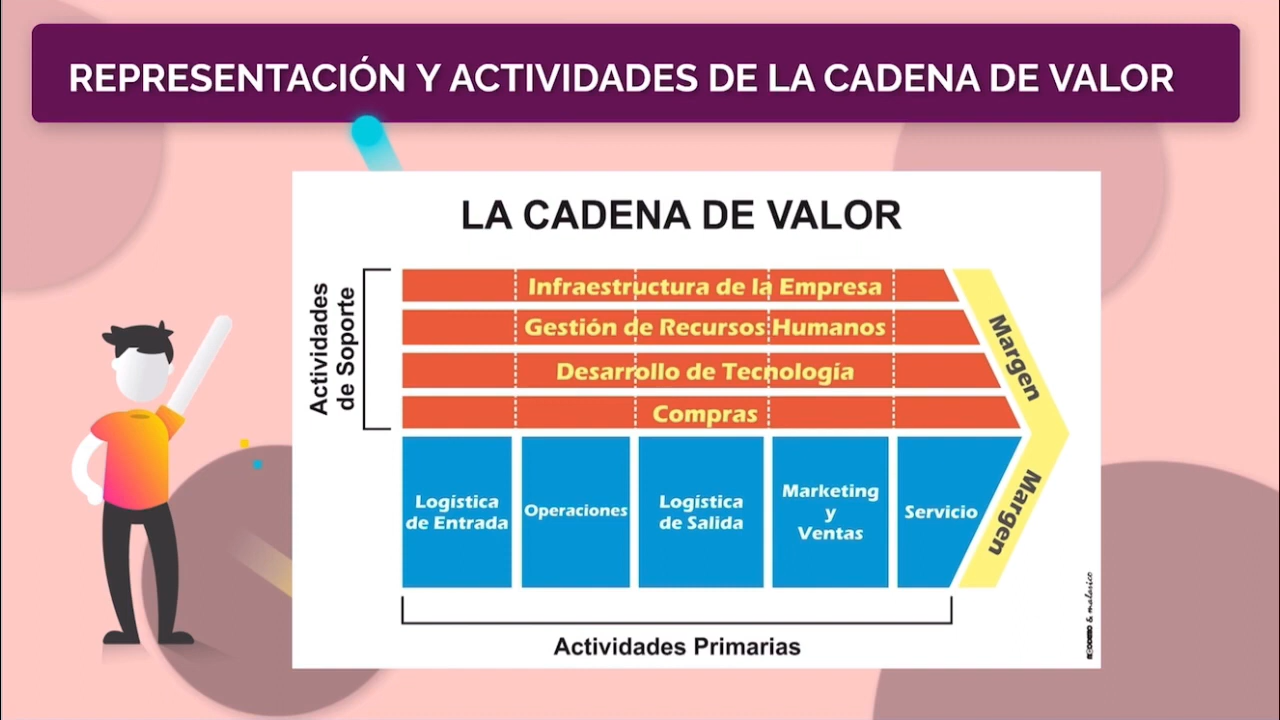 REPRESENTACIÓN Y ACTIVIDADES DE LA CADENA DE VALOR
LA CADENA DE VALOR
Actividades
de Soporte
Infraestructura de la Empresa
Gestión de Recursos Humanos
Desarrollo de Tecnología
Compras
Margen
Logística
de Entrada
Operaciones
Logística
de Salida
Marketing
y
Ventas
Servicio
Margen
Actividades Primarias